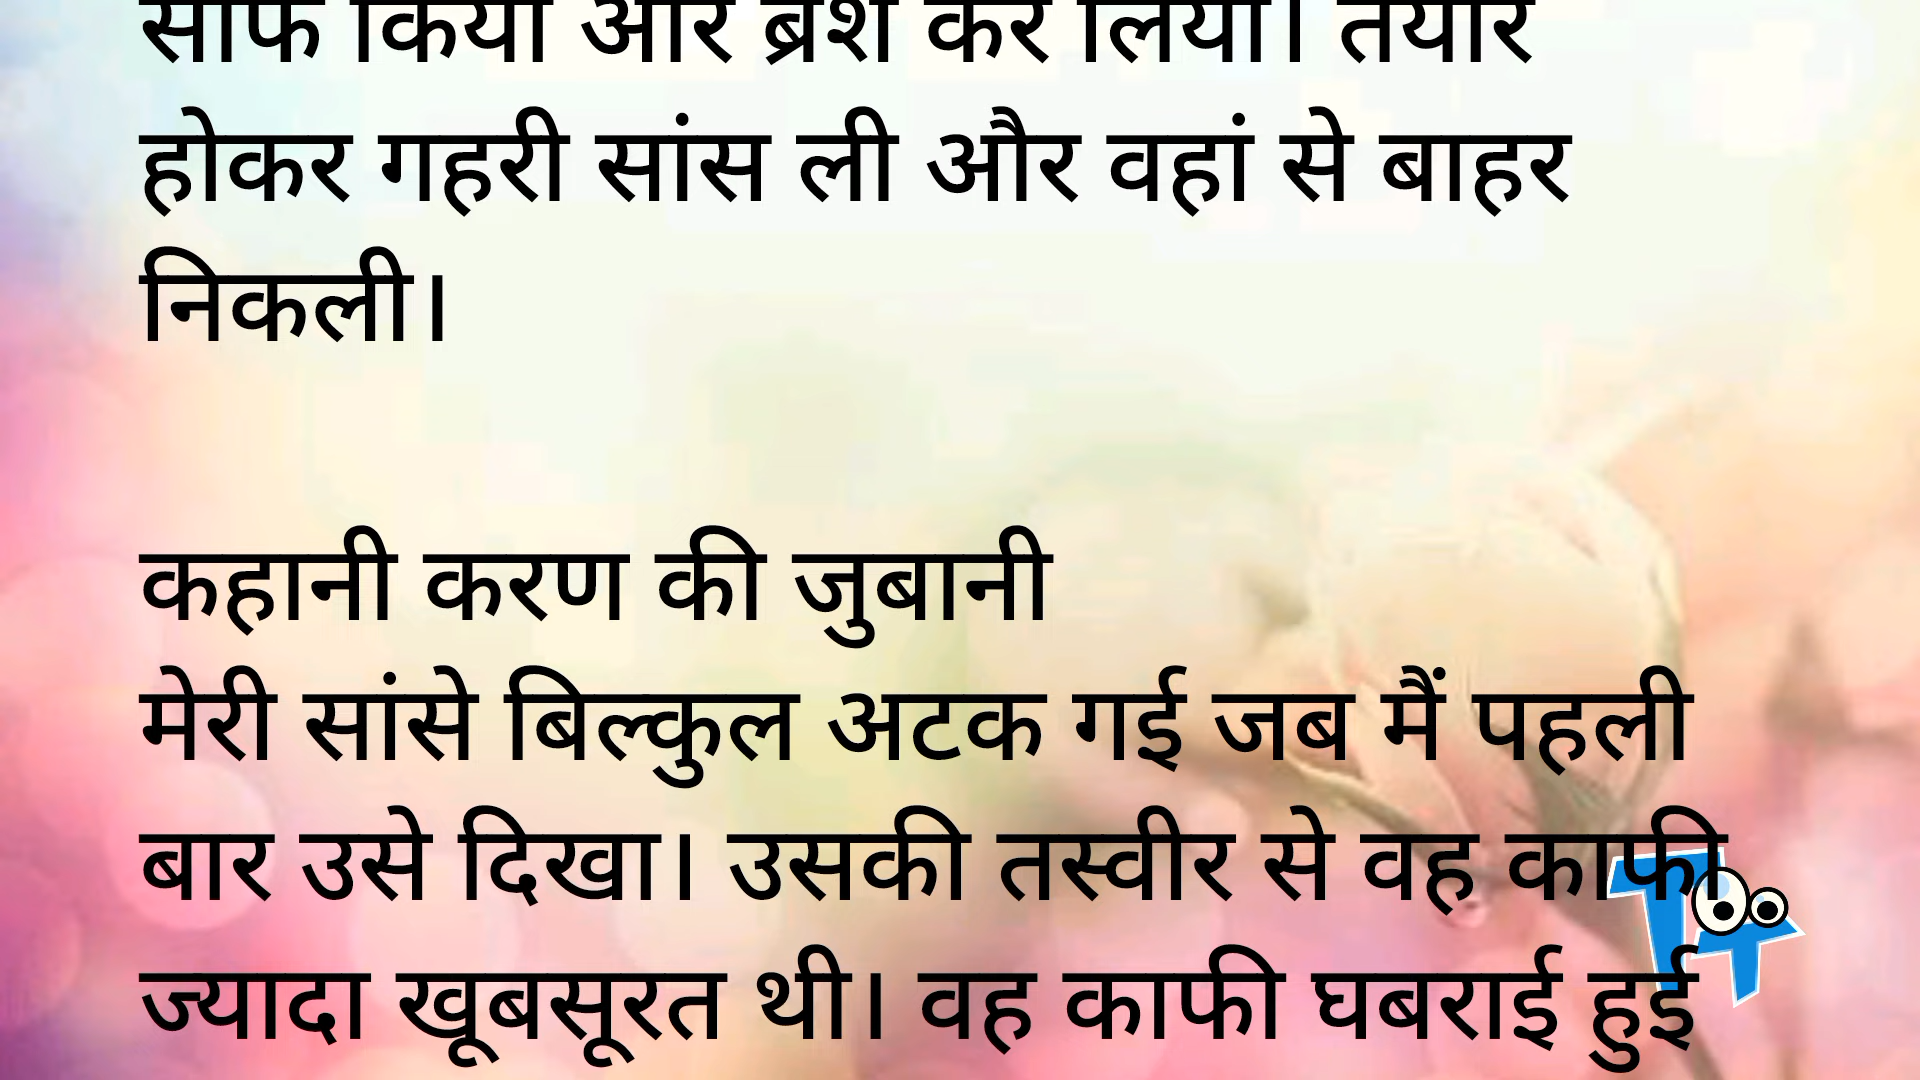 साफ किया और ब्रश कर लिया। तैयार
होकर गहरी सांस ली और वहां से बाहर
निकली।
कहानी करण की जुबानी
मेरी सांसे बिल्कुल अटक गई जब मैं पहली
बार उसे दिखा। उसकी तस्वीर से वह काफी
ज्यादा खूबसूरत थी। वह काफी घबराई हुई